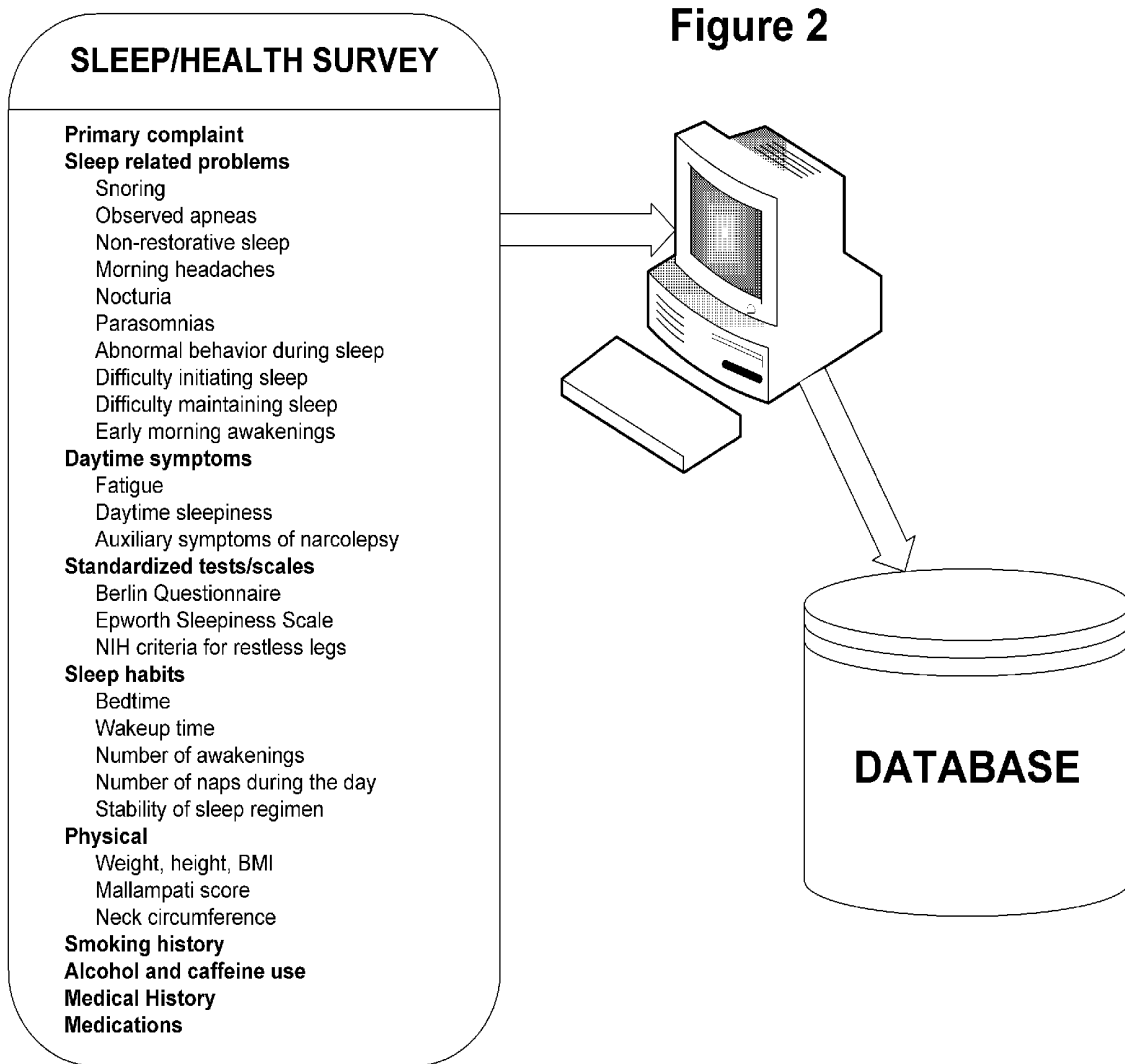 Figure 2
SLEEP/HEALTH SURVEY
Primary complaint
Sleep related problems
Snoring
Observed apneas
Non-restorative sleep
Morning headaches
Nocturia
Parasomnias
Abnormal behavior during sleep
Difficulty initiating sleep
Difficulty maintaining sleep
Early morning awakenings
Daytime symptoms
Fatigue
Daytime sleepiness
Auxiliary symptoms of narcolepsy
Standardized tests/scales
Berlin Questionnaire
Epworth Sleepiness Scale
NIH criteria for restless legs
Sleep habits
Bedtime
Wakeup time
Number of awakenings
Number of naps during the day
Stability of sleep regimen
Physical
Weight, height, BMI
Mallampati score
Neck circumference
Smoking history
Alcohol and caffeine use
Medical History
Medications
DATABASE